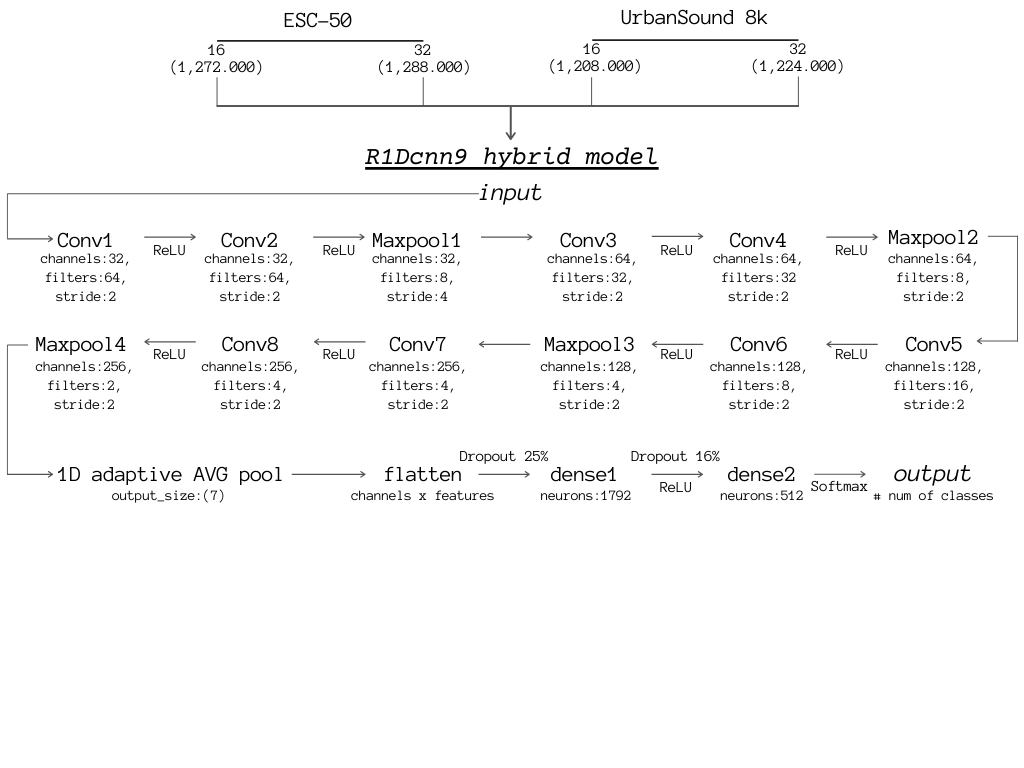 ESC-50 UrbanSound 8k
16 32 16 32
(1,272.000) (1,288.000) (1,208.000) (1,224.000)
R1Dcnn9 hybrid model
input
Conv1 ReLU Conv2 ReLU Maxpool1 Conv3 ReLU Conv4 ReLU Maxpool2
channels:32, channels:32, channels:32, channels:64, channels:64, channels:64,
filters:64, filters:64, filters:8, filters:32, filters:32 filters:8,
stride:2 stride:2 stride:4 stride:2 stride:2 stride:2
Maxpool4 ReLU Conv8 ReLU Conv7 Maxpool3 ReLU Conv6 ReLU Conv5
channels:256, channels:256, channels:256, channels:128, channels:128, channels:128,
filters:2, filters:4, filters:4, filters:4, filters:8, filters:16,
stride:2 stride:2 stride:2 stride:2 stride:2 stride:2
Dropout 25% Dropout 16%
1D adaptive AVG pool flatten dense1 ReLU dense2 Softmax output
output_size:(7) channels x features neurons:1792 neurons:512 # num of classes